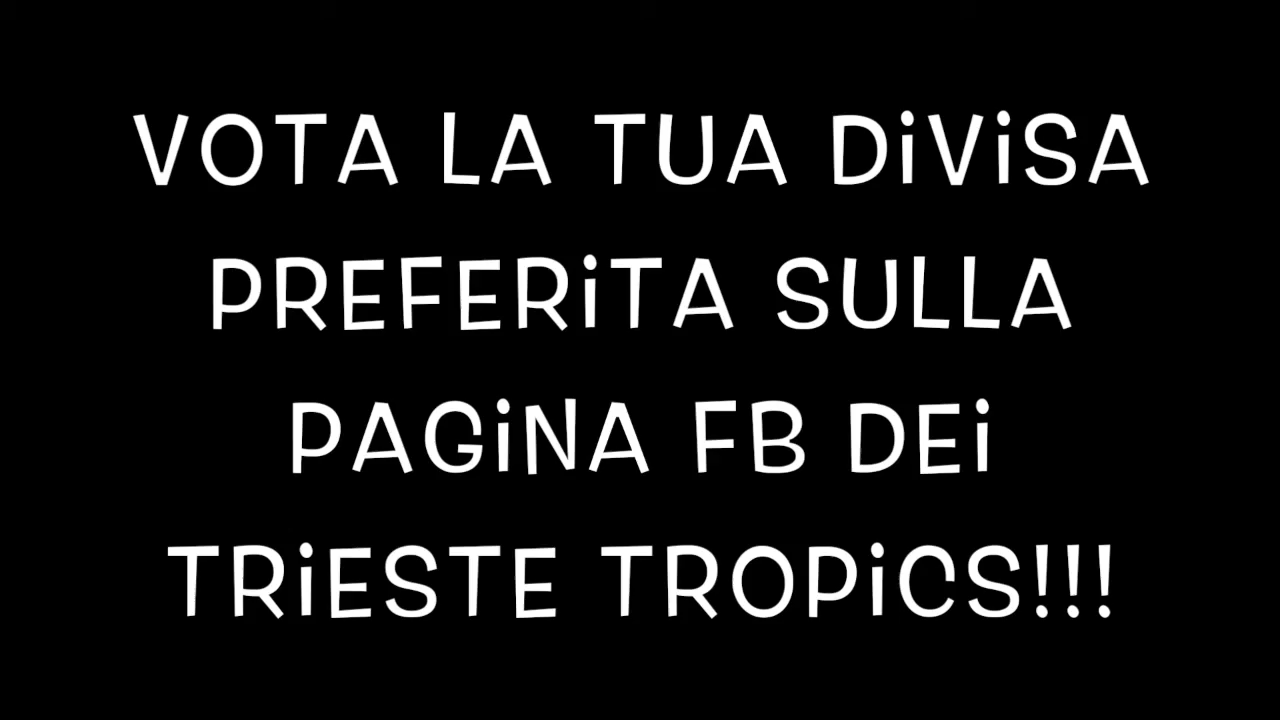 VOTA LA TUA DiViSA
PREFERiTA SULLA
PAGiNA FB DEi
TRiESTE TROPiCS!!!